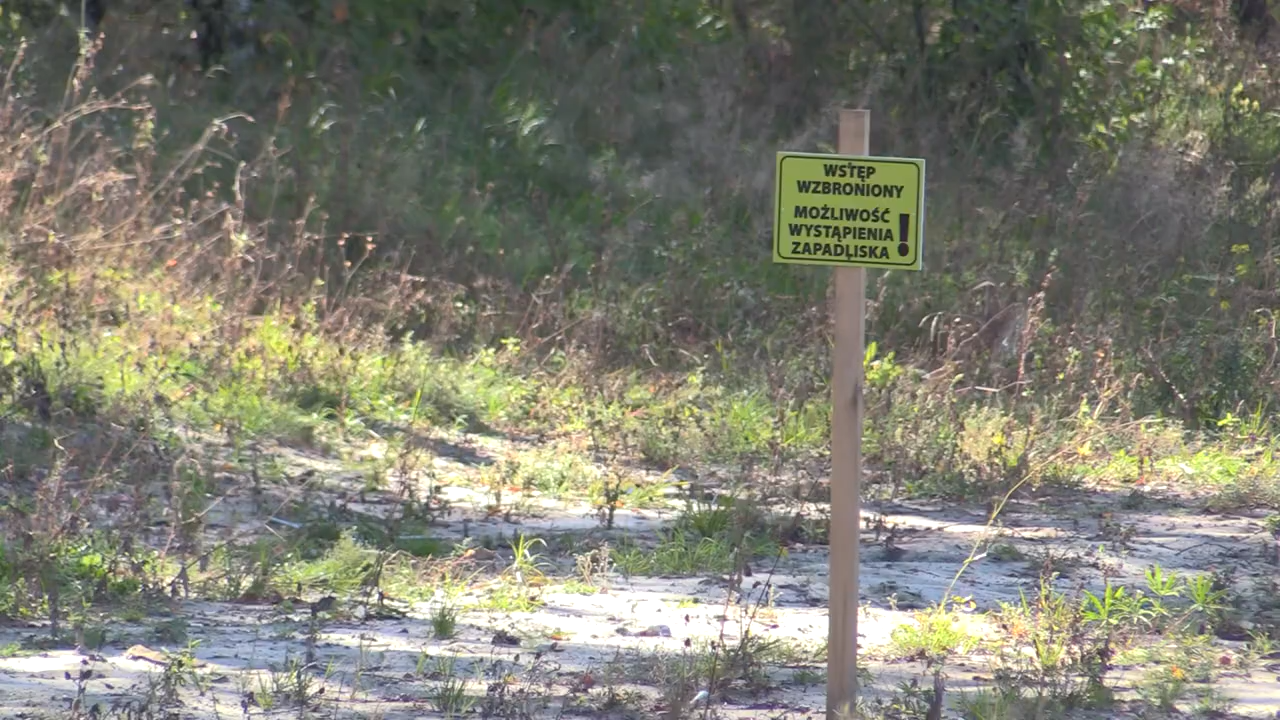 WSTĘP
WZBRONIONY
MOŻLIWOŚĆ
WYSTĄPIENIA
ZAPADLISKA
!